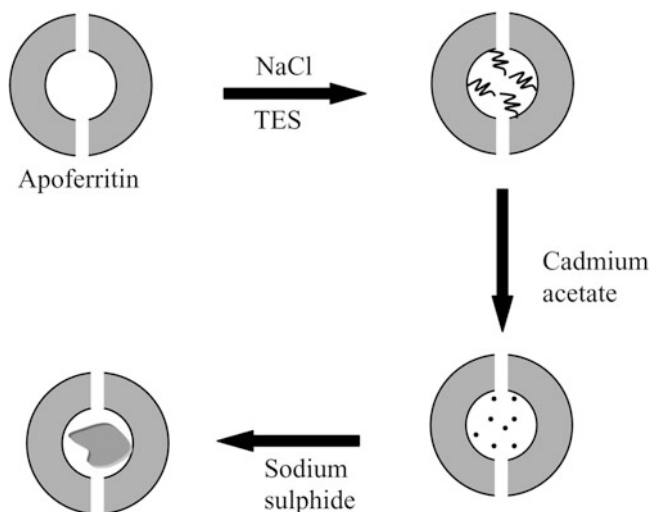 NaCl
TES
Apoferritin
Cadmium
acetate
Sodium
sulphide